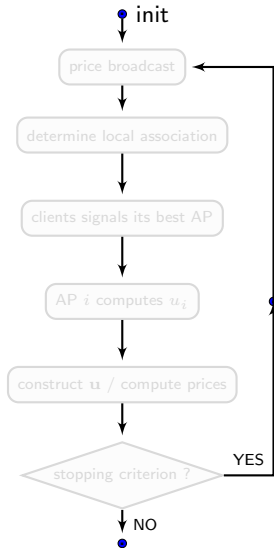 init
price broadcast
determine local association
clients signals its best AP
AP i computes u_i
construct u / compute prices
stopping criterion ?
YES
NO